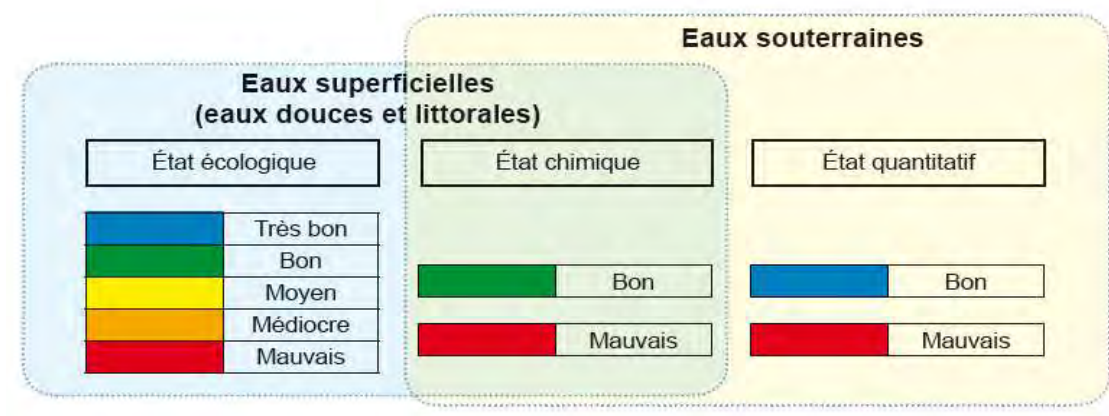 Eaux souterraines
Eaux superficielles
(eaux douces et littorales)
État écologique
État chimique
État quantitatif
Très bon
Bon
Moyen
Médiocre
Mauvais
Bon
Mauvais
Bon
Mauvais